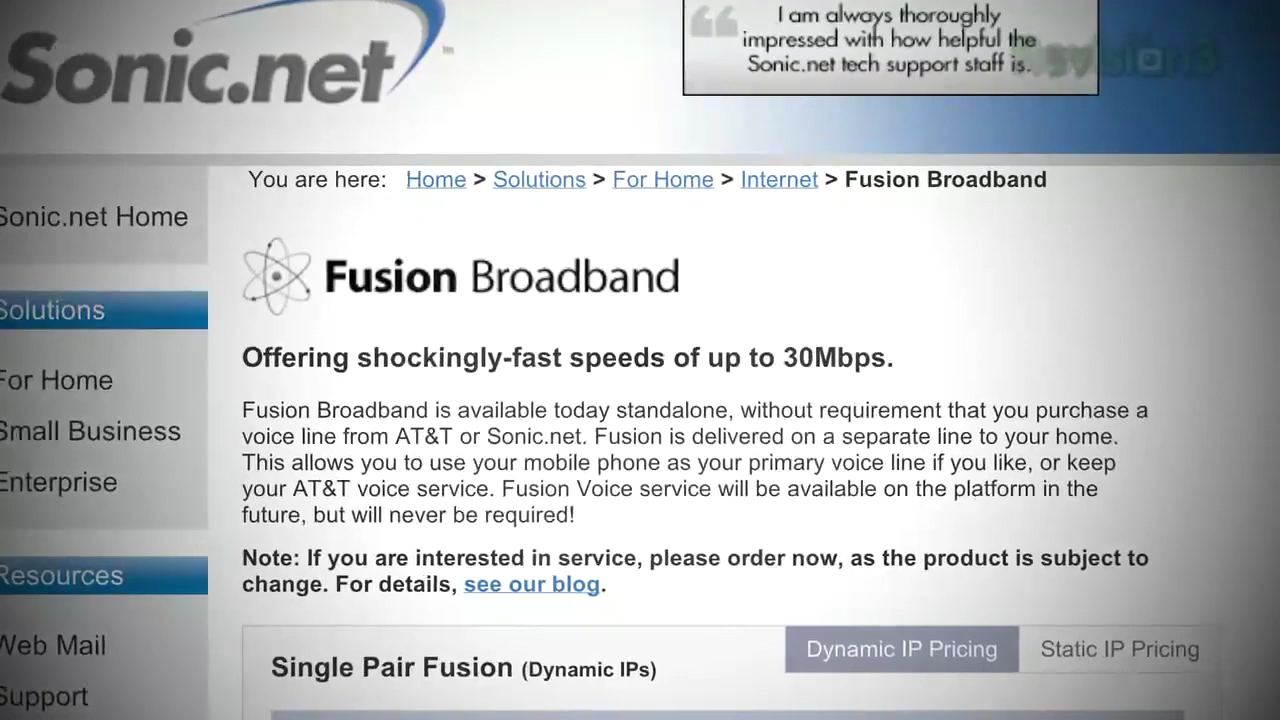 Sonic.net
™
I am always thoroughly
impressed with how helpful the
Sonic.net tech support staff is.
You are here: Home > Solutions > For Home > Internet > Fusion Broadband
Sonic.net Home
Solutions
For Home
Small Business
Enterprise
Resources
Web Mail
Support
Fusion Broadband
Offering shockingly-fast speeds of up to 30Mbps.
Fusion Broadband is available today standalone, without requirement that you purchase a
voice line from AT&T or Sonic.net. Fusion is delivered on a separate line to your home.
This allows you to use your mobile phone as your primary voice line if you like, or keep
your AT&T voice service. Fusion Voice service will be available on the platform in the
future, but will never be required!
Note: If you are interested in service, please order now, as the product is subject to
change. For details, see our blog.
Dynamic IP Pricing
Static IP Pricing
Single Pair Fusion (Dynamic IPs)